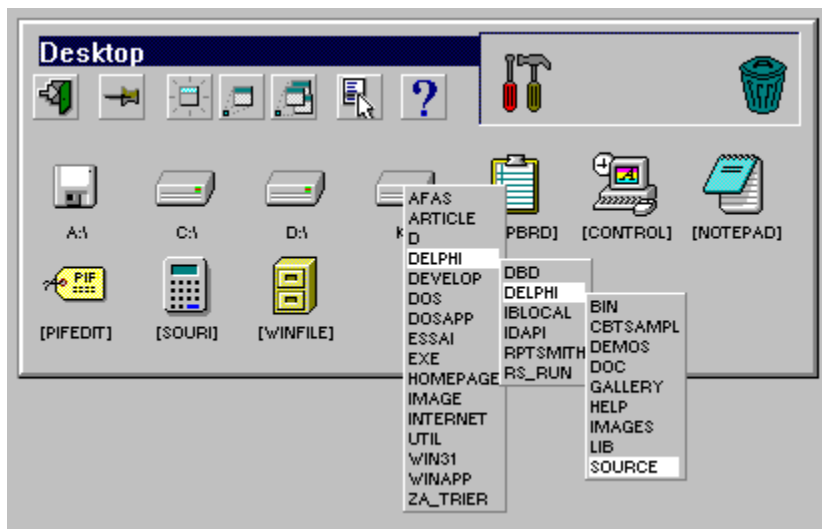 Desktop
?
A:\
C:\
D:\
K
PBRD]
[CONTROL]
[NOTEPAD]
PIF
[PIFEDIT]
[SOURI]
[WINFILE]
AFAS
ARTICLE
D
DELPHI
DEVELOP
DOS
DOSAPP
ESSAI
EXE
HOMEPAGE
IMAGE
INTERNET
UTIL
WIN31
WINAPP
ZA_TRIER
DBD
DELPHI
IBLOCAL
IDAPI
RPTSMITH
RS_RUN
BIN
CBTSAMPL
DEMOS
DOC
GALLERY
HELP
IMAGES
LIB
SOURCE